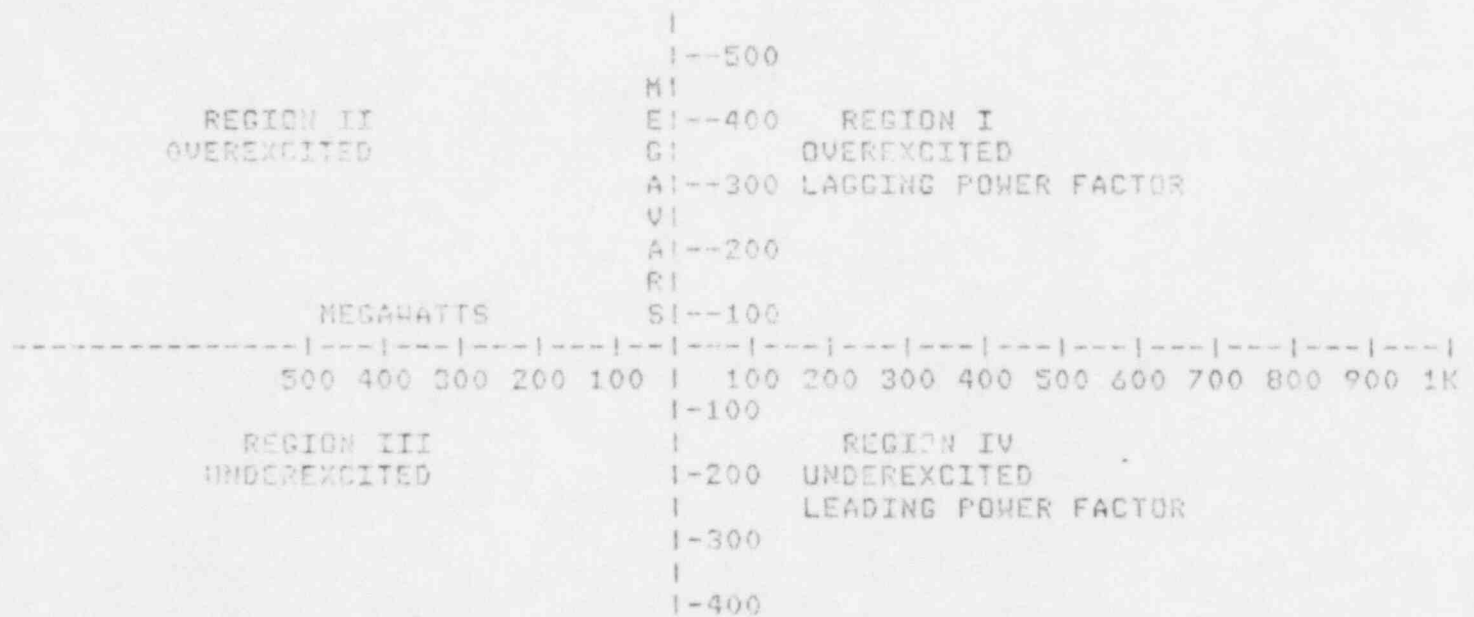 |
|--500
M|
REGION II E|--400 REGION I
OVEREXCITED G| OVEREXCITED
A|--300 LAGGING POWER FACTOR
V|
A|--200
R|
MEGAWATTS S|--100
---------------|---|---|---|---|--|---|---|---|---|---|---|---|---|---|---|
500 400 300 200 100 | 100 200 300 400 500 600 700 800 900 1K
|-100
REGION III | REGION IV
UNDEREXCITED |-200 UNDEREXCITED
| LEADING POWER FACTOR
|-300
|
|-400